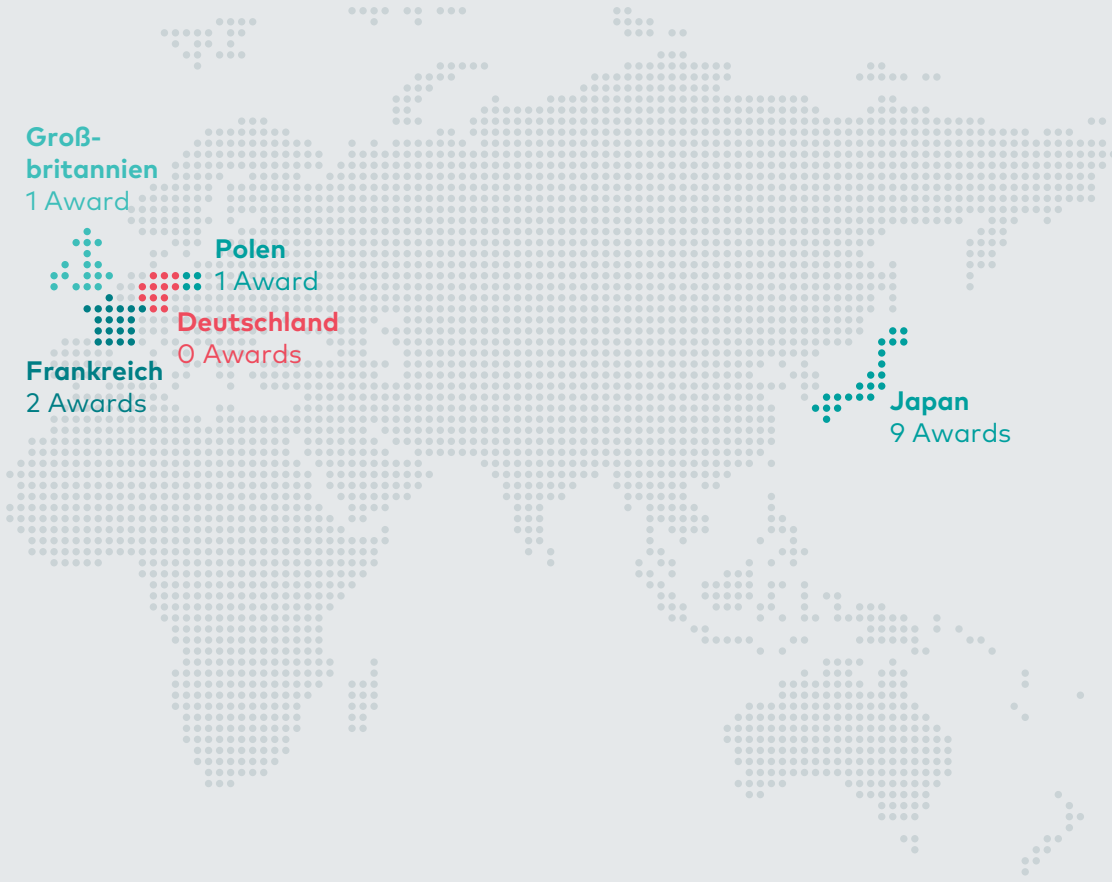 Groß-
britannien
1 Award
Polen
1 Award
Deutschland
0 Awards
Frankreich
2 Awards
Japan
9 Awards